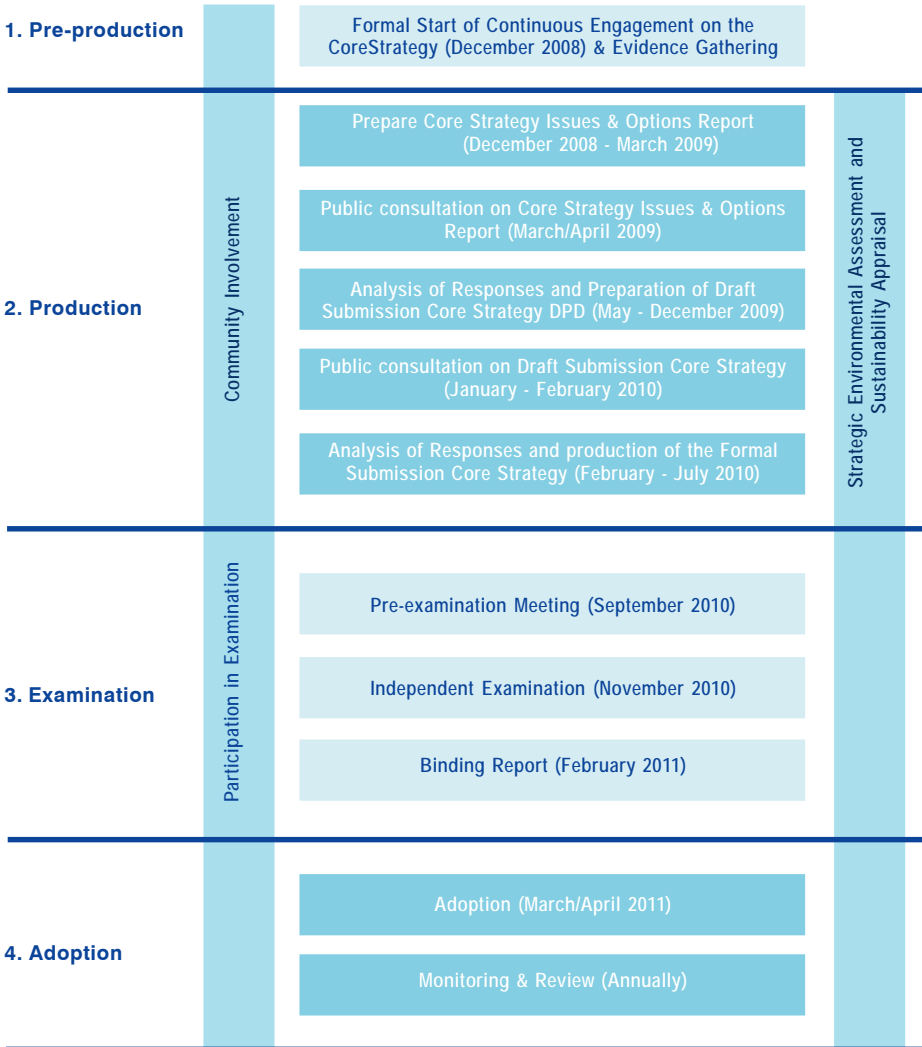 1. Pre-production
Formal Start of Continuous Engagement on the
CoreStrategy (December 2008) & Evidence Gathering
2. Production
Community Involvement
Prepare Core Strategy Issues & Options Report
(December 2008 - March 2009)
Public consultation on Core Strategy Issues & Options
Report (March/April 2009)
Analysis of Responses and Preparation of Draft
Submission Core Strategy DPD (May - December 2009)
Public consultation on Draft Submission Core Strategy
(January - February 2010)
Analysis of Responses and production of the Formal
Submission Core Strategy (February - July 2010)
Strategic Environmental Assessment and
Sustainability Appraisal
3. Examination
Participation in Examination
Pre-examination Meeting (September 2010)
Independent Examination (November 2010)
Binding Report (February 2011)
4. Adoption
Adoption (March/April 2011)
Monitoring & Review (Annually)